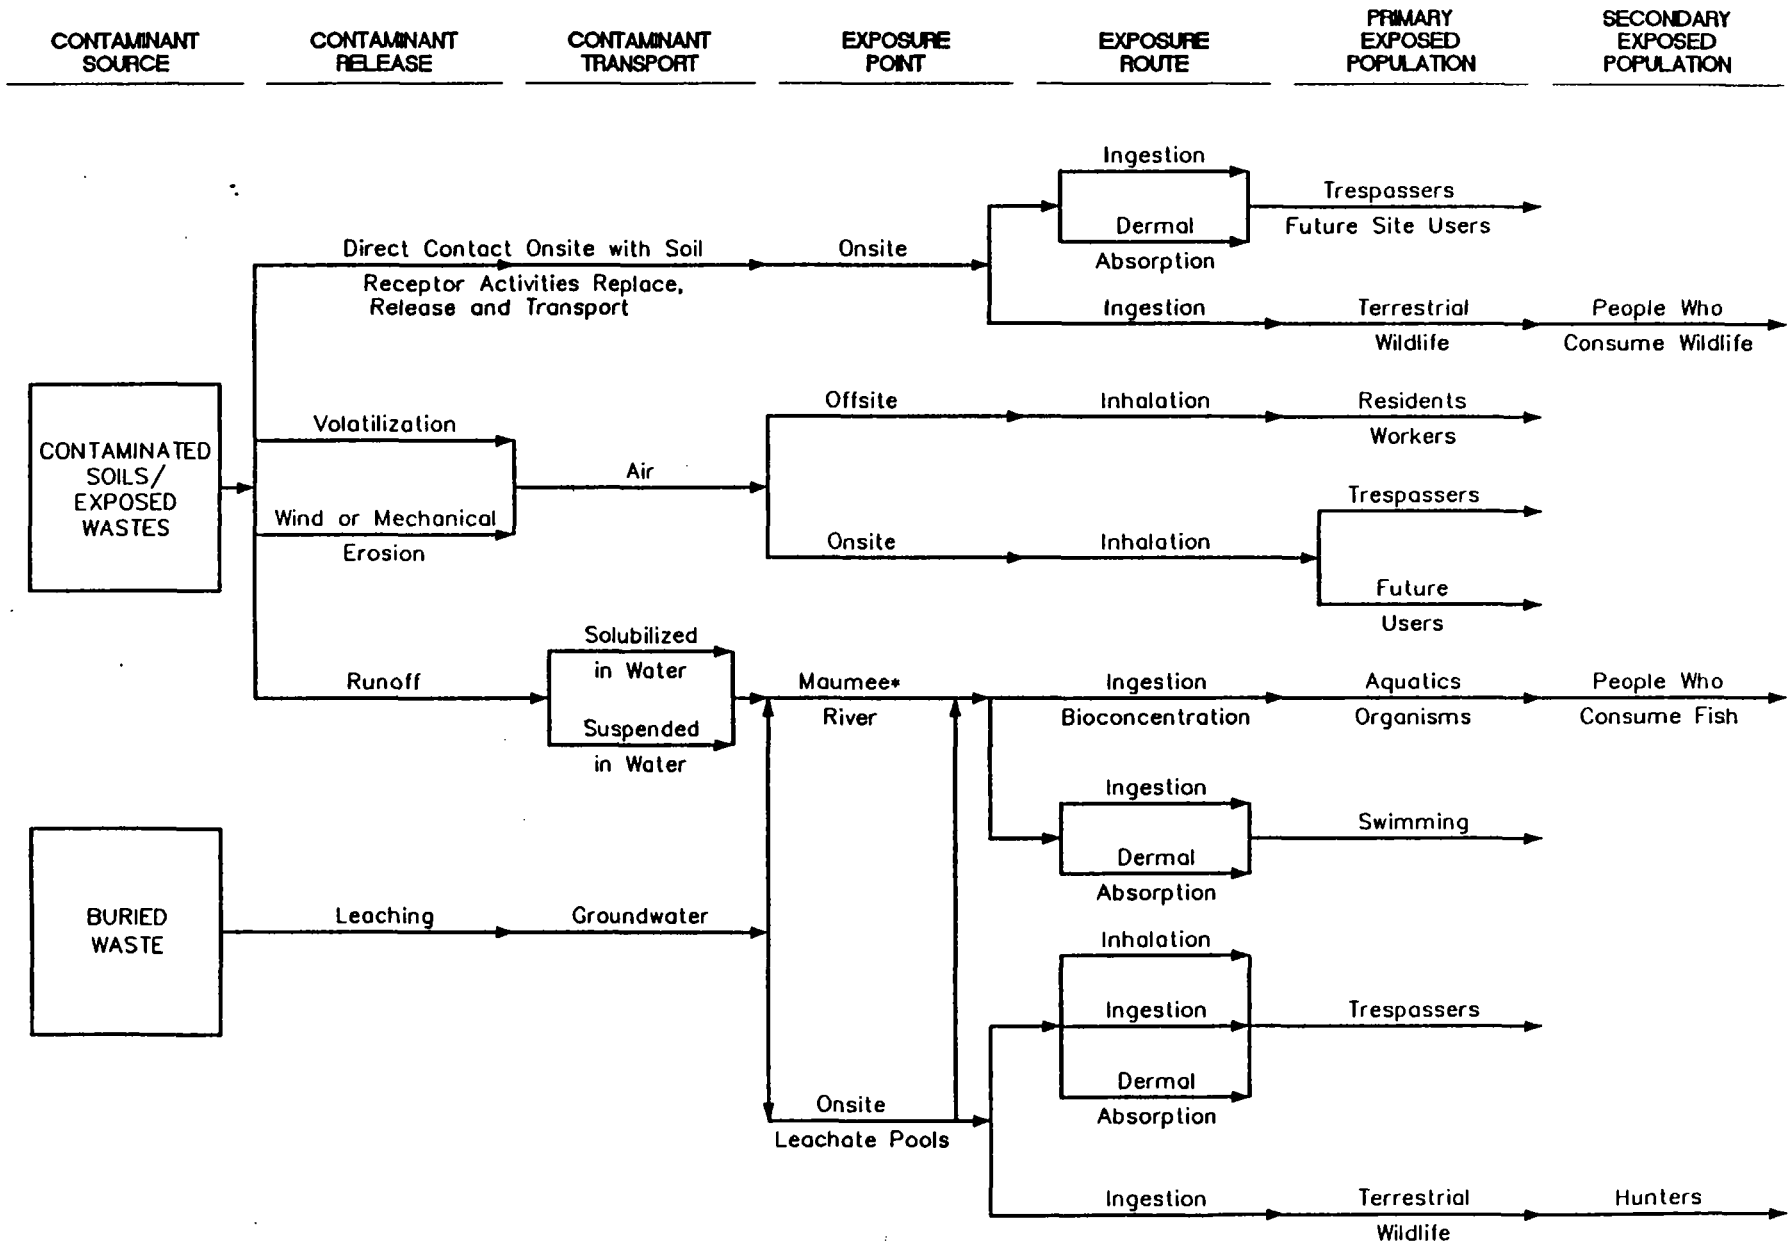 CONTAMINANT
SOURCE
CONTAMINANT
RELEASE
CONTAMINANT
TRANSPORT
EXPOSURE
POINT
EXPOSURE
ROUTE
PRIMARY
EXPOSED
POPULATION
SECONDARY
EXPOSED
POPULATION
Ingestion
Dermal
Absorption
Trespassers
Future Site Users
Direct Contact Onsite with Soil
Receptor Activities Replace,
Release and Transport
Onsite
Ingestion
Terrestrial
Wildlife
People Who
Consume Wildlife
CONTAMINATED
SOILS/
EXPOSED
WASTES
Volatilization
Wind or Mechanical
Erosion
Air
Offsite
Inhalation
Residents
Workers
Onsite
Inhalation
Trespassers
Future
Users
Runoff
Solubilized
in Water
Suspended
in Water
Maumee*
River
Ingestion
Bioconcentration
Aquatics
Organisms
People Who
Consume Fish
Ingestion
Dermal
Absorption
Swimming
BURIED
WASTE
Leaching
Groundwater
Inhalation
Ingestion
Dermal
Absorption
Trespassers
Onsite
Leachate Pools
Ingestion
Terrestrial
Wildlife
Hunters